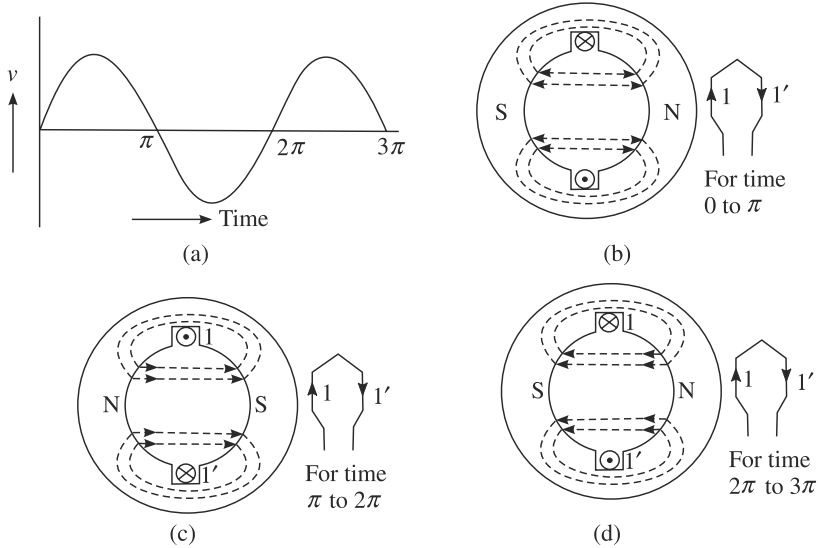 v
π
2π
3π
Time
(a)
S
N
1
1′
For time
0 to π
(b)
1
N
S
1′
1
1′
For time
π to 2π
(c)
1
S
N
1′
1
1′
For time
2π to 3π
(d)